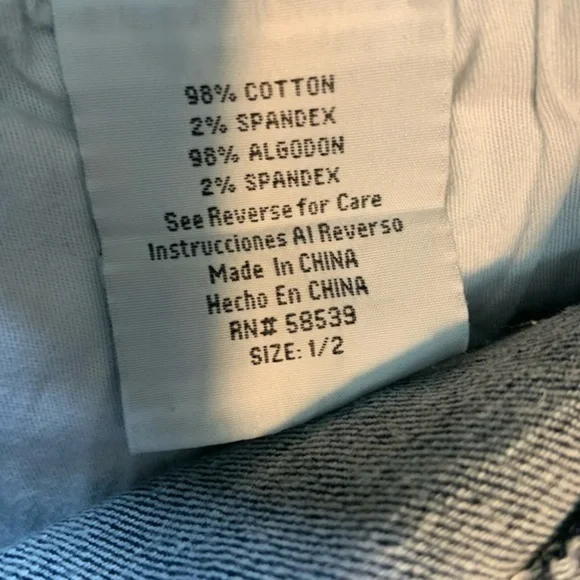 98% COTTON
2% SPANDEX
98% ALGODON
2% SPANDEX
See Reverse for Care
Instrucciones Al Reverso
Made In CHINA
Hecho En CHINA
RN# 58539
SIZE: 1/2